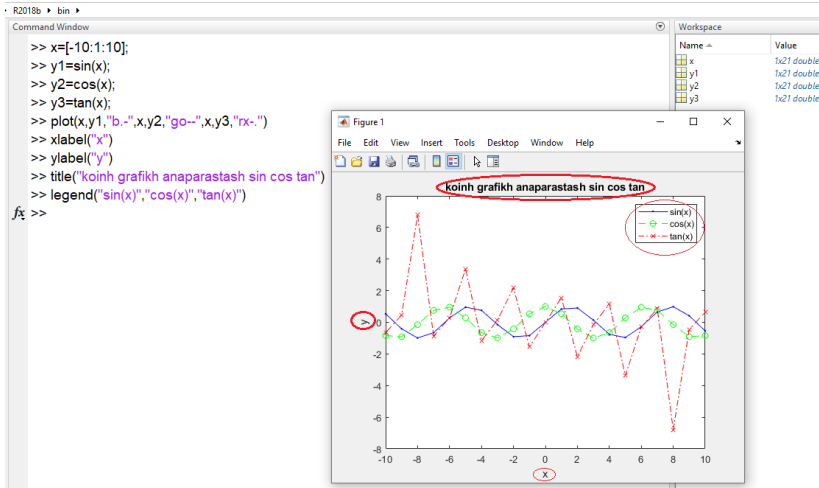 R2018b ▸ bin ▸
Command Window
>> x=[-10:1:10];
>> y1=sin(x);
>> y2=cos(x);
>> y3=tan(x);
>> plot(x,y1,"b.-",x,y2,"go--",x,y3,"rx-.")
>> xlabel("x")
>> ylabel("y")
>> title("koinh grafikh anaparastash sin cos tan")
>> legend("sin(x)","cos(x)","tan(x)")
fx >>
Workspace
Name Value
x 1x21 double
y1 1x21 double
y2 1x21 double
y3 1x21 double
Figure 1
File Edit View Insert Tools Desktop Window Help
koinh grafikh anaparastash sin cos tan
sin(x)
cos(x)
tan(x)
8
6
4
2
0
-2
-4
-6
-8
y
-10 -8 -6 -4 -2 0 2 4 6 8 10
x